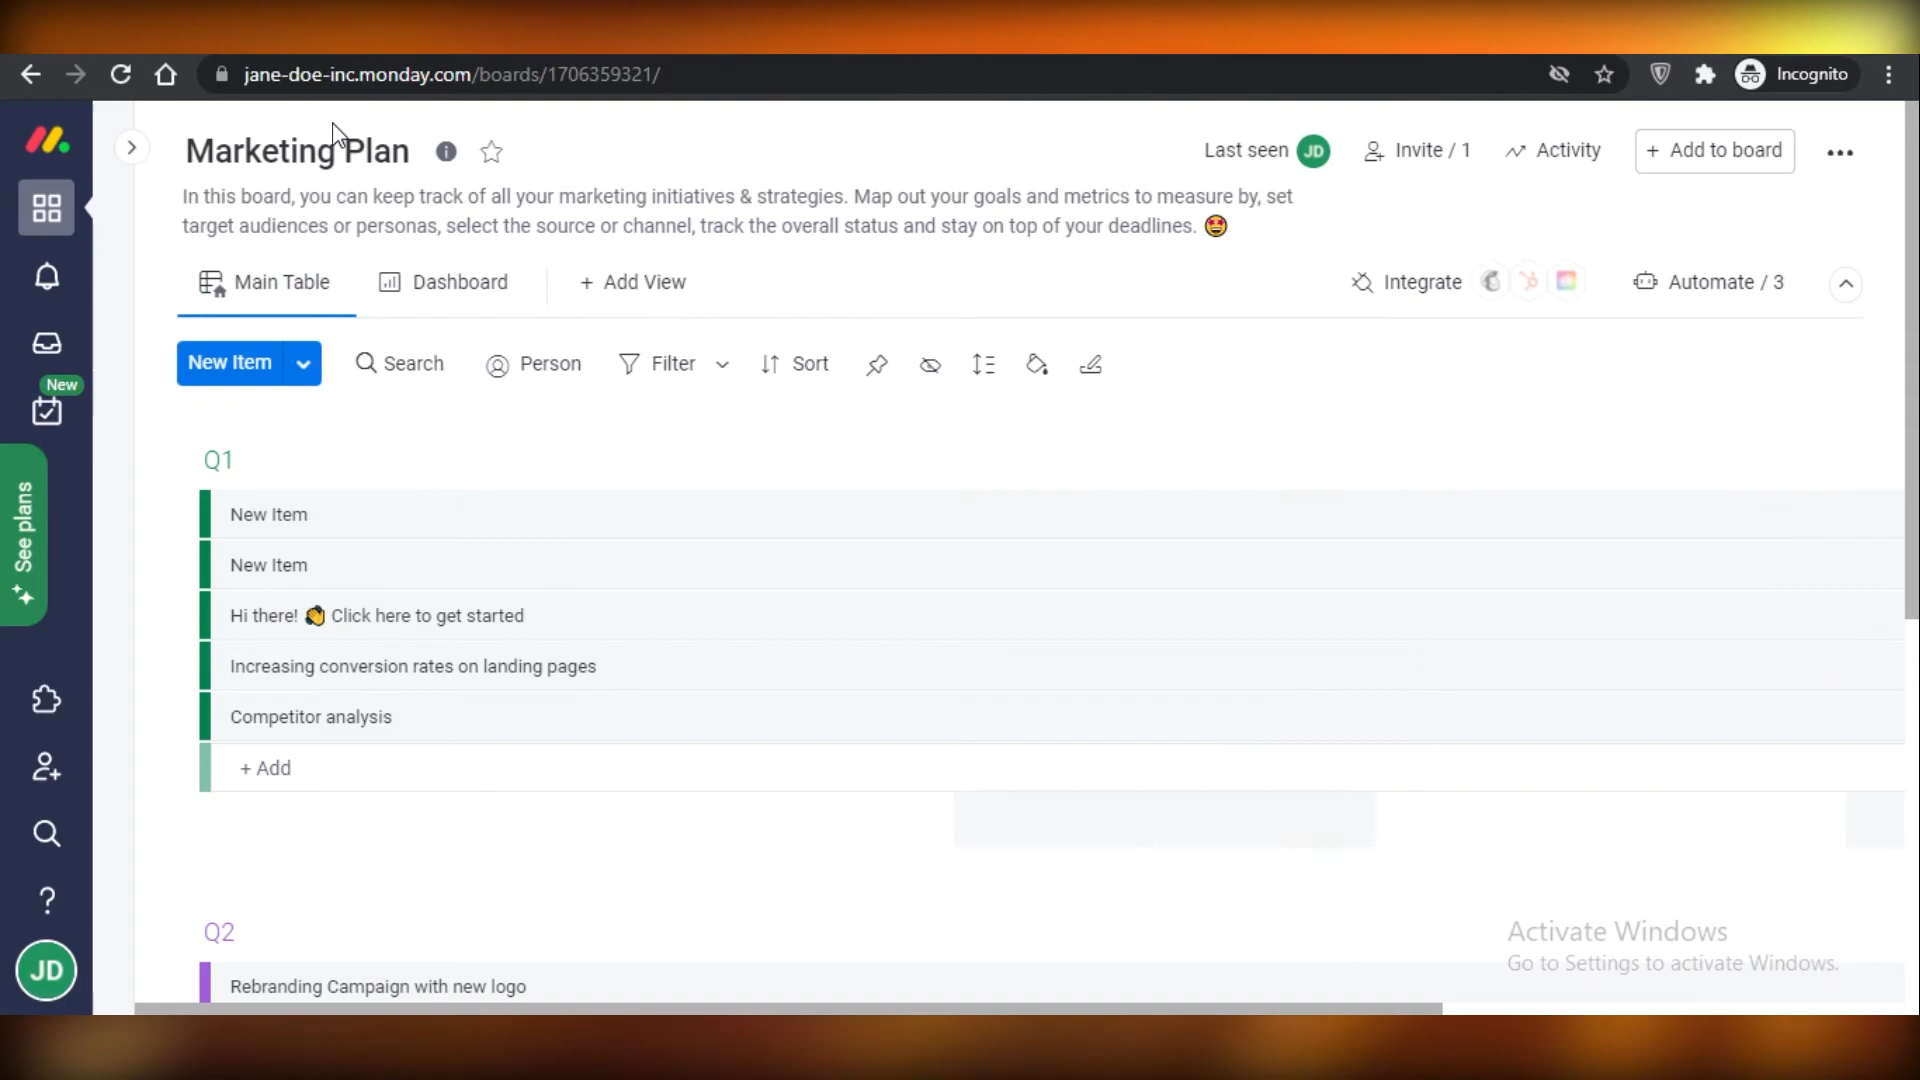 jane-doe-inc.monday.com/boards/1706359321/
Incognito
Marketing Plan
Last seen JD
Invite / 1
Activity
+ Add to board
In this board, you can keep track of all your marketing initiatives & strategies. Map out your goals and metrics to measure by, set
target audiences or personas, select the source or channel, track the overall status and stay on top of your deadlines. 🤩
Main Table
Dashboard
+ Add View
Integrate
Automate / 3
New Item
Search
Person
Filter
Sort
New
See plans
Q1
New Item
New Item
Hi there! 👋 Click here to get started
Increasing conversion rates on landing pages
Competitor analysis
+ Add
Q2
Rebranding Campaign with new logo
JD
Activate Windows
Go to Settings to activate Windows.